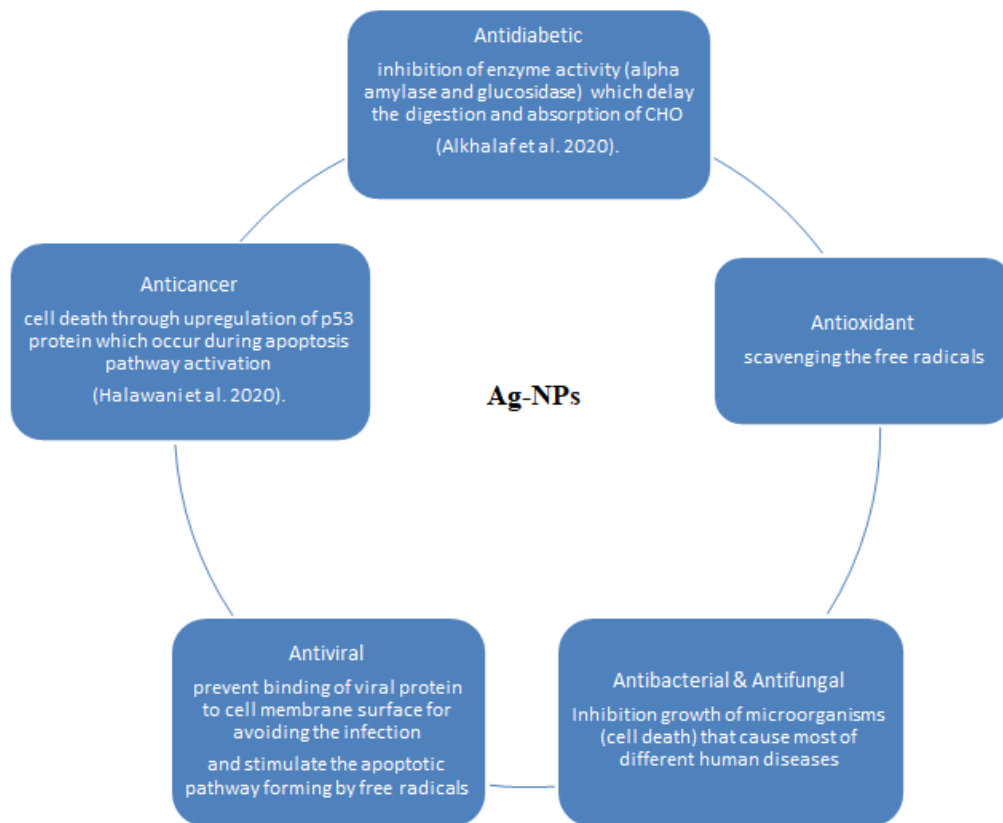 Antidiabetic
inhibition of enzyme activity (alpha
amylase and glucosidase) which delay
the digestion and absorption of CHO
(Alkhalaf et al. 2020).
Anticancer
cell death through upregulation of p53
protein which occur during apoptosis
pathway activation
(Halawani et al. 2020).
Antioxidant
scavenging the free radicals
Ag-NPs
Antiviral
prevent binding of viral protein
to cell membrane surface for
avoiding the infection
and stimulate the apoptotic
pathway forming by free radicals
Antibacterial & Antifungal
Inhibition growth of microorganisms
(cell death) that cause most of
different human diseases